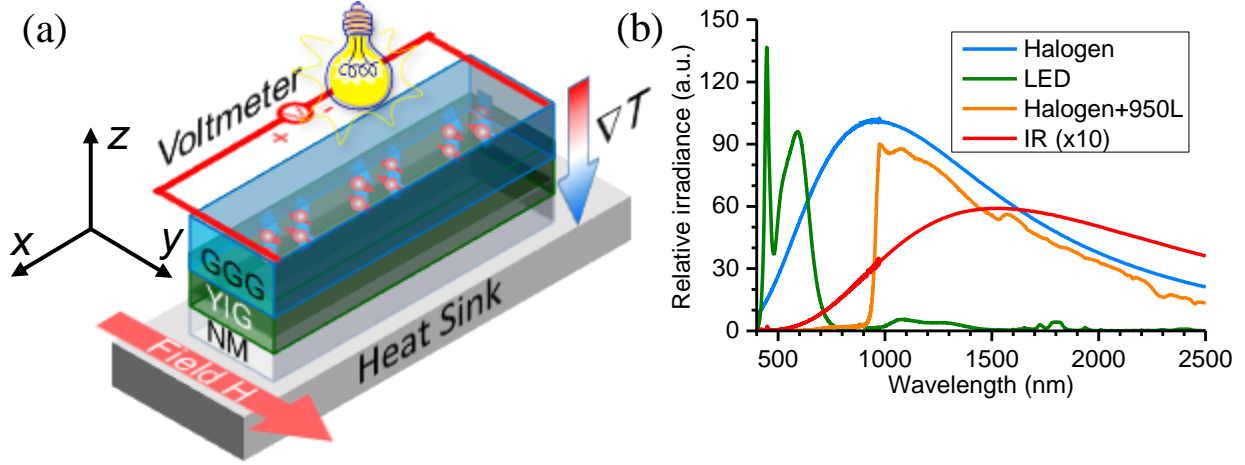 (a)
Voltmeter
+
-
∇T
z
x
y
GGG
YIG
NM
Heat Sink
Field H
(b)
Relative irradiance (a.u.)
150
120
90
60
30
0
Halogen
LED
Halogen+950L
IR (x10)
500 1000 1500 2000 2500
Wavelength (nm)